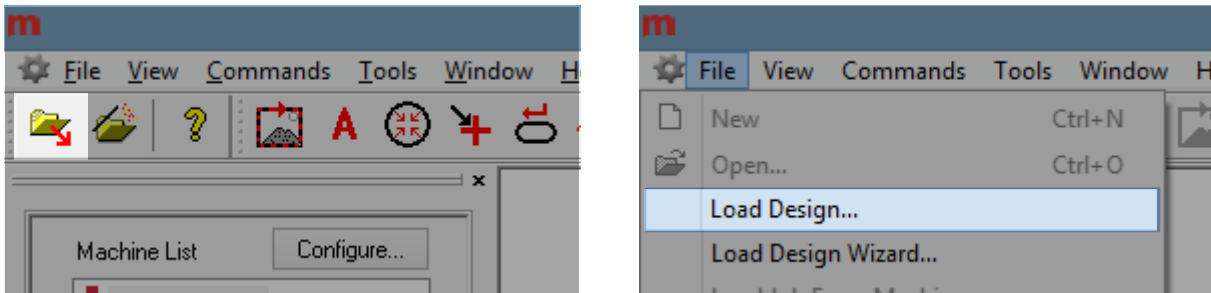 m
File View Commands Tools Window
Machine List Configure...
m
File View Commands Tools Window H
New Ctrl+N
Open... Ctrl+O
Load Design...
Load Design Wizard...